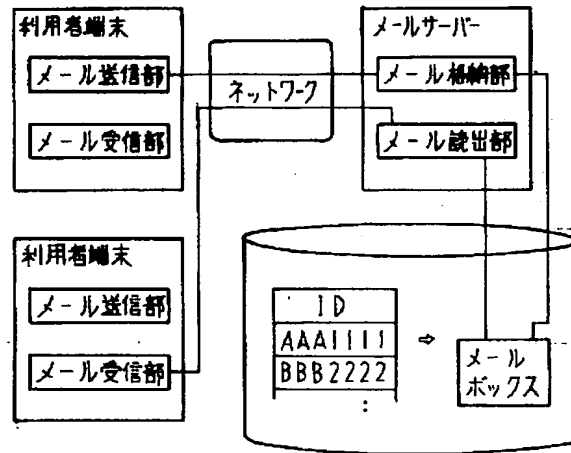 利用者端末
メール送信部
メール受信部
ネットワーク
メールサーバー
メール格納部
メール読出部
利用者端末
メール送信部
メール受信部
ID
AAA1111
BBB2222
:
⇨
メール
ボックス